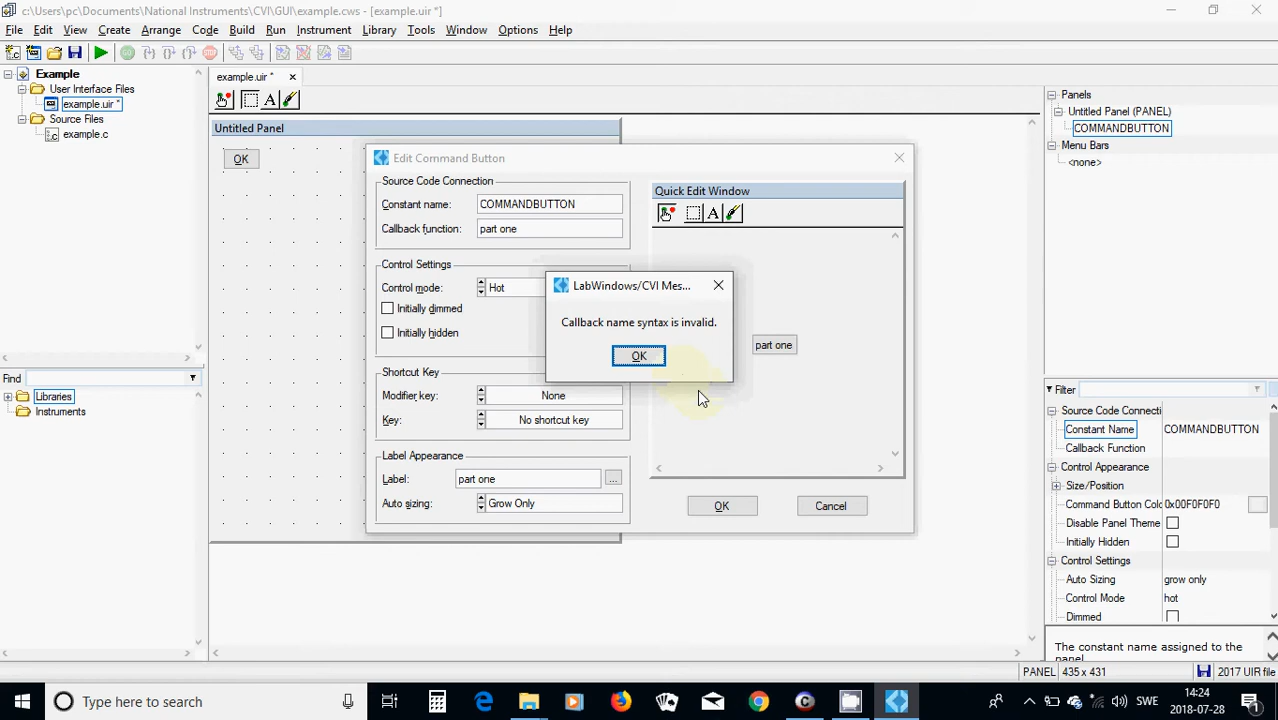 c:\Users\pc\Documents\National Instruments\CVI\GUI\example.cws - [example.uir *]
File Edit View Create Arrange Code Build Run Instrument Library Tools Window Options Help
Example
User Interface Files
example.uir *
Source Files
example.c
Find
Libraries
Instruments
example.uir *
Untitled Panel
OK
Edit Command Button
Source Code Connection
Constant name: COMMANDBUTTON
Callback function: part one
Control Settings
Control mode: Hot
Initially dimmed
Initially hidden
Shortcut Key
Modifier key: None
Key: No shortcut key
Label Appearance
Label: part one ...
Auto sizing: Grow Only
Quick Edit Window
part one
OK Cancel
LabWindows/CVI Mes...
Callback name syntax is invalid.
OK
Panels
Untitled Panel (PANEL)
COMMANDBUTTON
Menu Bars
<none>
Filter
Source Code Connecti
Constant Name COMMANDBUTTON
Callback Function
Control Appearance
Size/Position
Command Button Colo 0x00F0F0F0
Disable Panel Theme
Initially Hidden
Control Settings
Auto Sizing grow only
Control Mode hot
Dimmed
The constant name assigned to the
panel
PANEL 435 x 431 2017 UIR file
Type here to search
SWE
14:24
2018-07-28
1